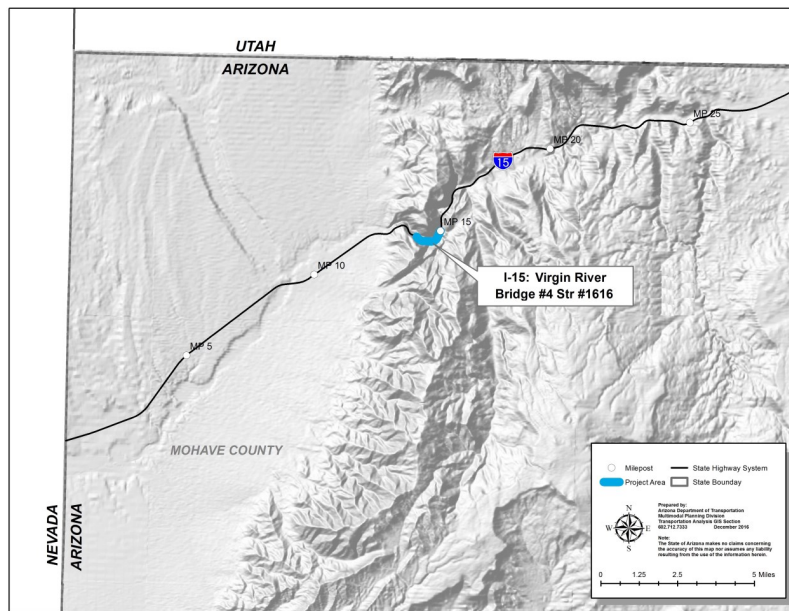 UTAH
ARIZONA
MP 25
MP 20
15
MP 15
I-15: Virgin River
Bridge #4 Str #1616
MP 10
MP 5
MOHAVE COUNTY
NEVADA
ARIZONA
Milepost
State Highway System
Project Area
State Boundary
N
W
E
S
Prepared by:
Arizona Department of Transportation
Multimodal Planning Division
Transportation Analysis GIS Section
602.712.7333 December 2016
Note:
The State of Arizona makes no claims concerning
the accuracy of this map nor assumes any liability
resulting from the use of the information herein.
0 1.25 2.5 5 Miles